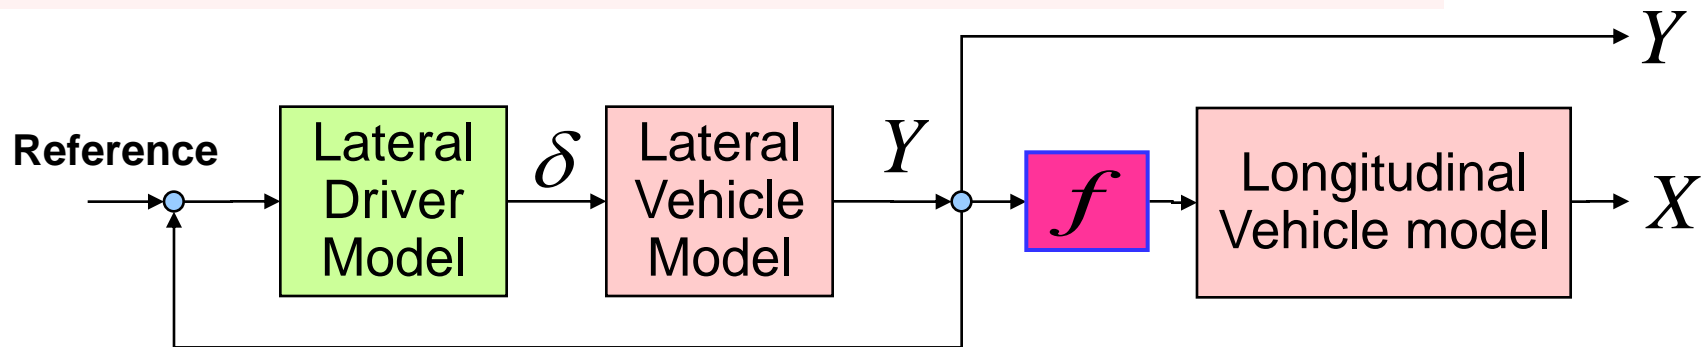 Y
Reference
Lateral
Driver
Model
δ
Lateral
Vehicle
Model
Y
f
Longitudinal
Vehicle model
X